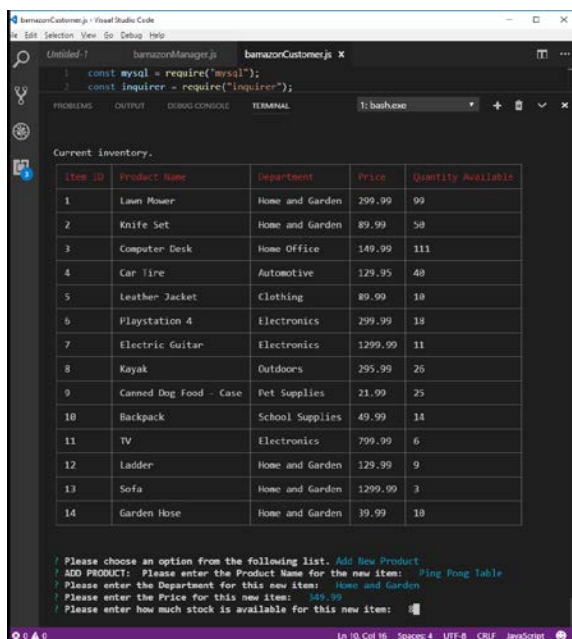 bamazonCustomer.js - Visual Studio Code
File Edit Selection View Go Debug Help
Untitled-1 bamazonManager.js bamazonCustomer.js X
1 const mysql = require("mysql");
2 const inquirer = require("inquirer");
PROBLEMS OUTPUT DEBUG CONSOLE TERMINAL 1: bash.exe
3
Current inventory.
Item ID Product Name Department Price Quantity Available
1 Lawn Mower Home and Garden 299.99 99
2 Knife Set Home and Garden 89.99 50
3 Computer Desk Home Office 149.99 111
4 Car Tire Automotive 129.95 40
5 Leather Jacket Clothing 89.99 10
6 Playstation 4 Electronics 299.99 18
7 Electric Guitar Electronics 1299.99 11
8 Kayak Outdoors 295.99 26
9 Canned Dog Food - Case Pet Supplies 21.99 25
10 Backpack School Supplies 49.99 14
11 TV Electronics 799.99 6
12 Ladder Home and Garden 129.99 9
13 Sofa Home and Garden 1299.99 3
14 Garden Hose Home and Garden 39.99 10
? Please choose an option from the following list. Add New Product
? ADD PRODUCT: Please enter the Product Name for the new item: Ping Pong Table
? Please enter the Department for this new item: Home and Garden
? Please enter the Price for this new item: 349.99
? Please enter how much stock is available for this new item: 8
0 0 Ln 10, Col 16 Spaces: 4 UTF-8 CRLF JavaScript